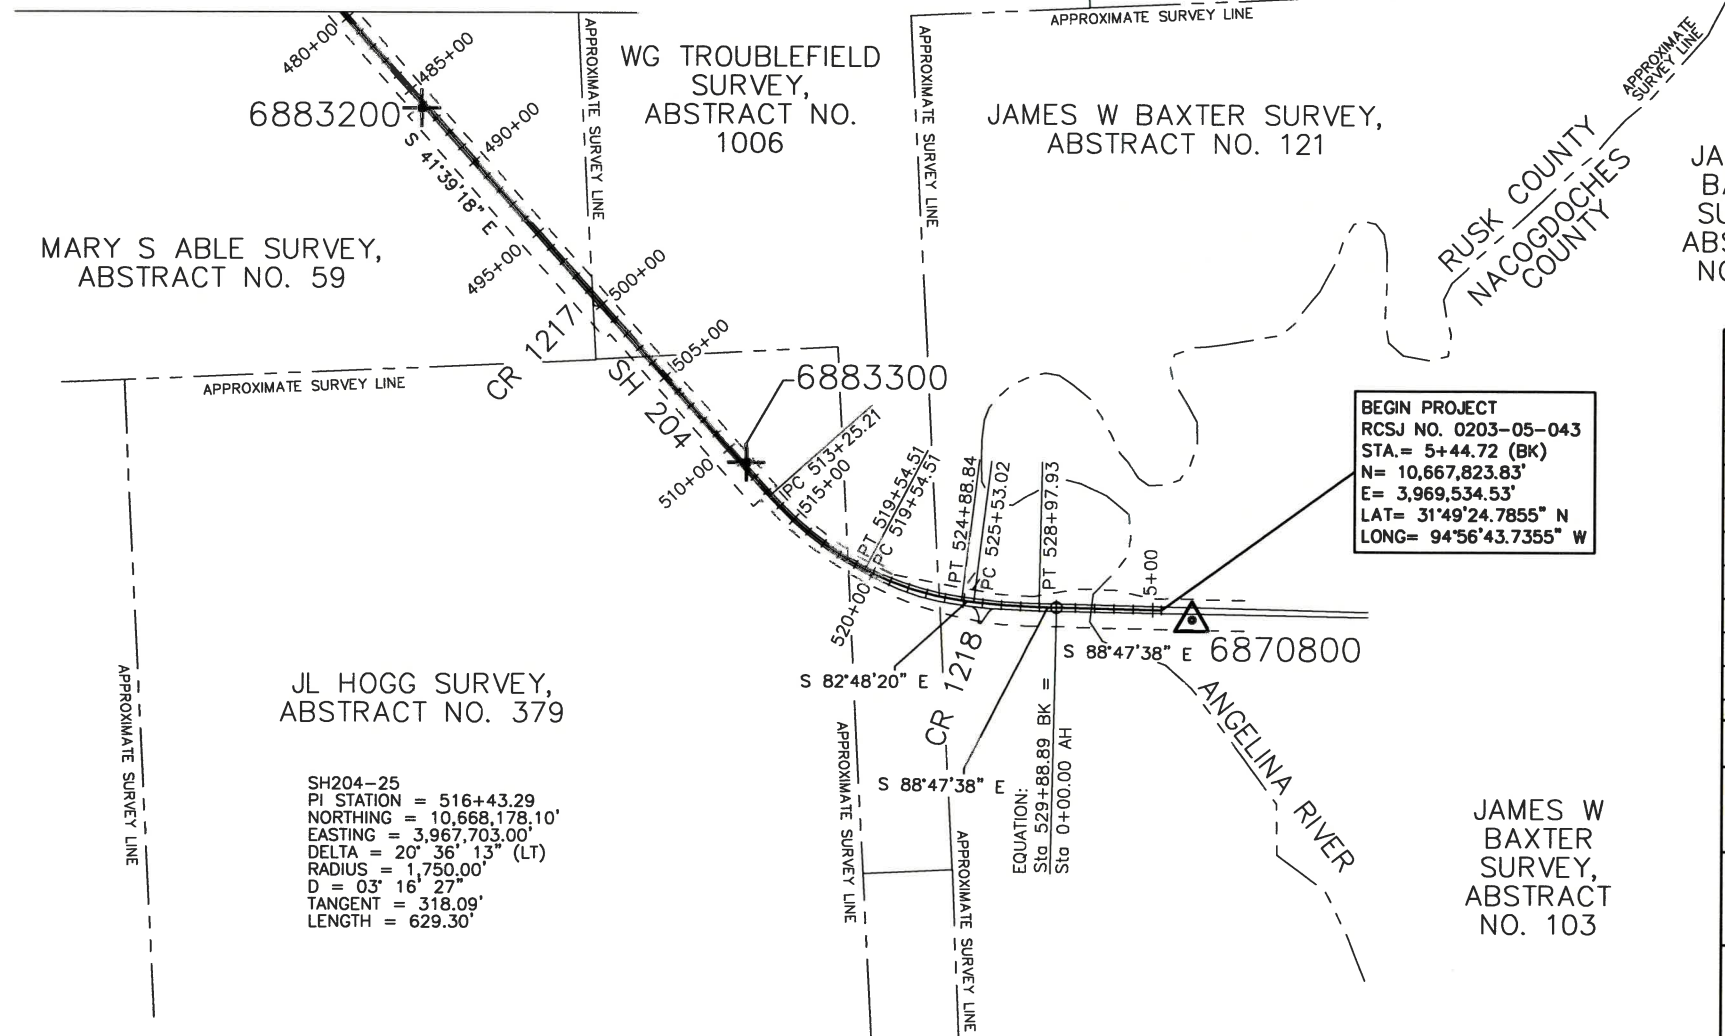 APPROXIMATE SURVEY LINE
480+00
485+00
WG TROUBLEFIELD
SURVEY,
ABSTRACT NO.
1006
APPROXIMATE SURVEY LINE
APPROXIMATE SURVEY LINE
JAMES W BAXTER SURVEY,
ABSTRACT NO. 121
APPROXIMATE
SURVEY LINE
6883200
490+00
S 41°39'18" E
RUSK COUNTY
NACOGDOCHES
COUNTY
JA
BA
SU
ABS
NO
MARY S ABLE SURVEY,
ABSTRACT NO. 59
495+00
500+00
CR 1217
505+00
SH 204
APPROXIMATE SURVEY LINE
6883300
BEGIN PROJECT
RCSJ NO. 0203-05-043
STA.= 5+44.72 (BK)
N= 10,667,823.83'
E= 3,969,534.53'
LAT= 31°49'24.7855" N
LONG= 94°56'43.7355" W
510+00
PC 513+25.21
515+00
PT 519+54.51
PC 519+54.51
PT 524+88.84
PC 525+53.02
PT 528+97.93
5+00
520+00
S 82°48'20" E
CR 1218
S 88°47'38" E
6870800
S 88°47'38" E
EQUATION:
Sta 529+88.89 BK =
Sta 0+00.00 AH
ANGELINA RIVER
APPROXIMATE SURVEY LINE
JL HOGG SURVEY,
ABSTRACT NO. 379
APPROXIMATE SURVEY LINE
APPROXIMATE SURVEY LINE
SH204-25
PI STATION = 516+43.29
NORTHING = 10,668,178.10'
EASTING = 3,967,703.00'
DELTA = 20° 36' 13" (LT)
RADIUS = 1,750.00'
D = 03° 16' 27"
TANGENT = 318.09'
LENGTH = 629.30'
JAMES W
BAXTER
SURVEY,
ABSTRACT
NO. 103